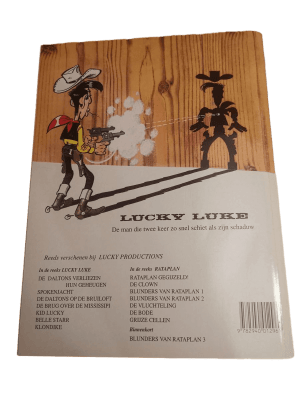 LUCKY LUKE
De man die twee keer zo snel schiet als zijn schaduw
Reeds verschenen bij LUCKY PRODUCTIONS
In de reeks LUCKY LUKE
DE DALTONS VERLIEZEN
HUN GEHEUGEN
SPOKENJACHT
DE DALTONS OP DE BRUILOFT
DE BRUG OVER DE MISSISSIPI
KID LUCKY
BELLE STARR
KLONDIKE
In de reeks RATAPLAN
RATAPLAN GEGIJZELD!
DE CLOWN
BLUNDERS VAN RATAPLAN 1
BLUNDERS VAN RATAPLAN 2
DE VLUCHTELING
DE BODE
GRIJZE CELLEN
Binnenkort
BLUNDERS VAN RATAPLAN 3